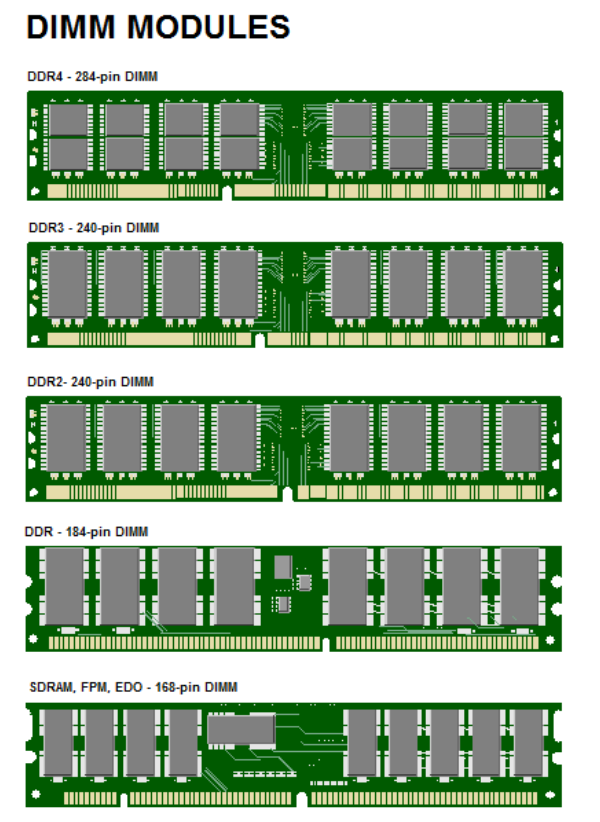 DIMM MODULES
DDR4 - 284-pin DIMM
DDR3 - 240-pin DIMM
DDR2- 240-pin DIMM
DDR - 184-pin DIMM
SDRAM, FPM, EDO - 168-pin DIMM